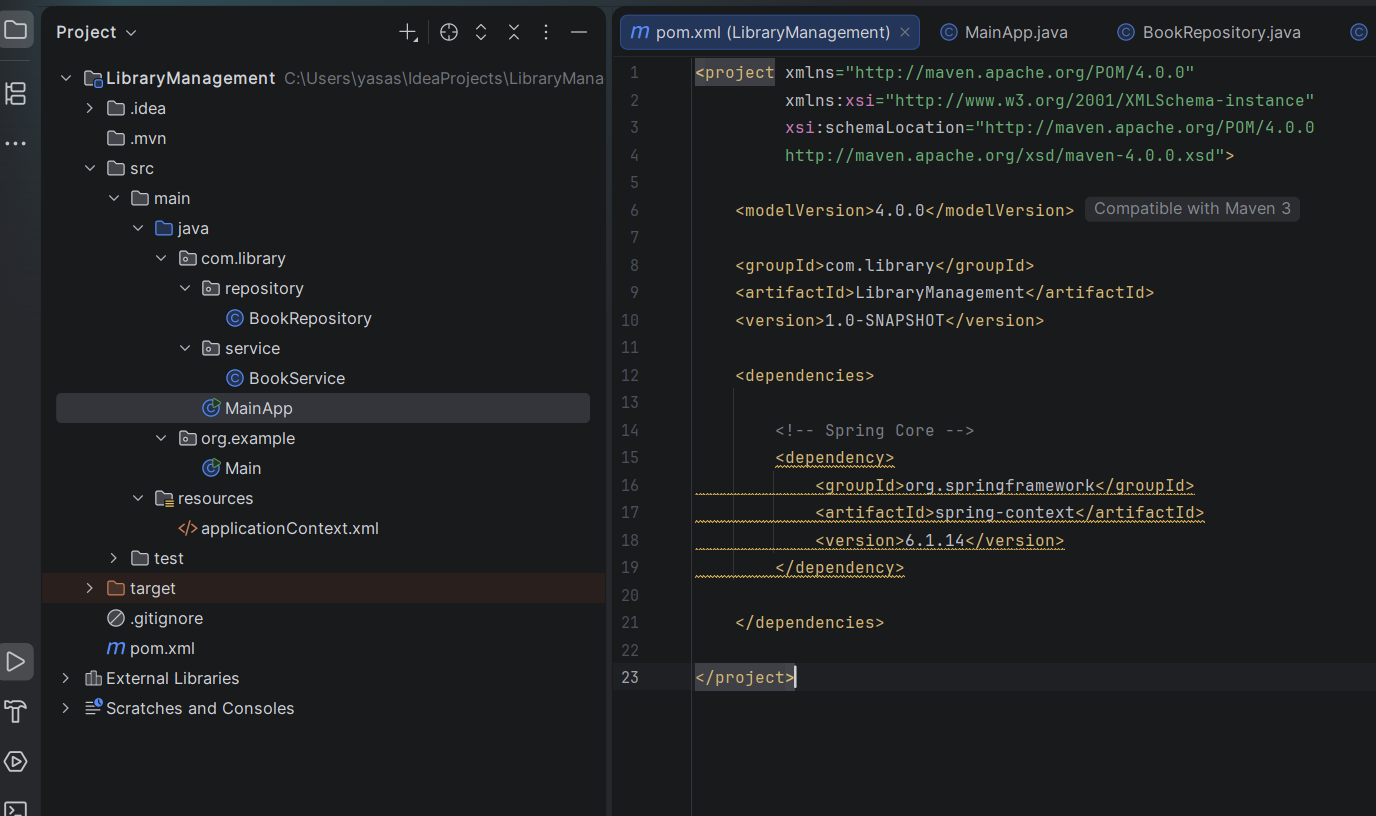 Project
LibraryManagement C:\Users\yasas\IdeaProjects\LibraryMana
.idea
.mvn
src
main
java
com.library
repository
BookRepository
service
BookService
MainApp
org.example
Main
resources
applicationContext.xml
test
target
.gitignore
pom.xml
External Libraries
Scratches and Consoles
pom.xml (LibraryManagement) MainApp.java BookRepository.java
1 <project xmlns="http://maven.apache.org/POM/4.0.0"
2 xmlns:xsi="http://www.w3.org/2001/XMLSchema-instance"
3 xsi:schemaLocation="http://maven.apache.org/POM/4.0.0
4 http://maven.apache.org/xsd/maven-4.0.0.xsd">
5
6 <modelVersion>4.0.0</modelVersion> Compatible with Maven 3
7
8 <groupId>com.library</groupId>
9 <artifactId>LibraryManagement</artifactId>
10 <version>1.0-SNAPSHOT</version>
11
12 <dependencies>
13
14 <!-- Spring Core -->
15 <dependency>
16 <groupId>org.springframework</groupId>
17 <artifactId>spring-context</artifactId>
18 <version>6.1.14</version>
19 </dependency>
20
21 </dependencies>
22
23 </project>